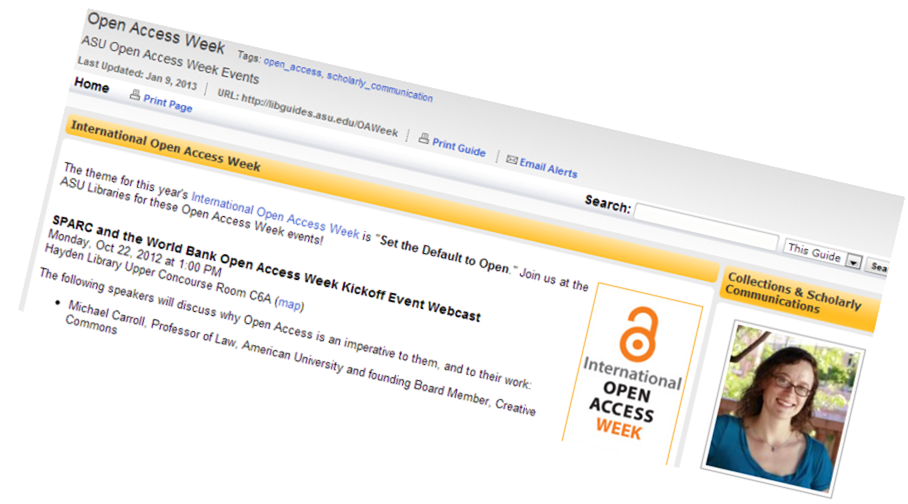 Open Access Week Tags: open_access, scholarly_communication
ASU Open Access Week Events
Last Updated: Jan 9, 2013 | URL: http://libguides.asu.edu/OAWeek | Print Guide | Email Alerts
Home Print Page
Search: This Guide Sea
International Open Access Week
The theme for this year's International Open Access Week is "Set the Default to Open." Join us at the
ASU Libraries for these Open Access Week events!
SPARC and the World Bank Open Access Week Kickoff Event Webcast
Monday, Oct 22, 2012 at 1:00 PM
Hayden Library Upper Concourse Room C6A (map)
The following speakers will discuss why Open Access is an imperative to them, and to their work:
• Michael Carroll, Professor of Law, American University and founding Board Member, Creative
Commons
International
OPEN
ACCESS
WEEK
Collections & Scholarly
Communications